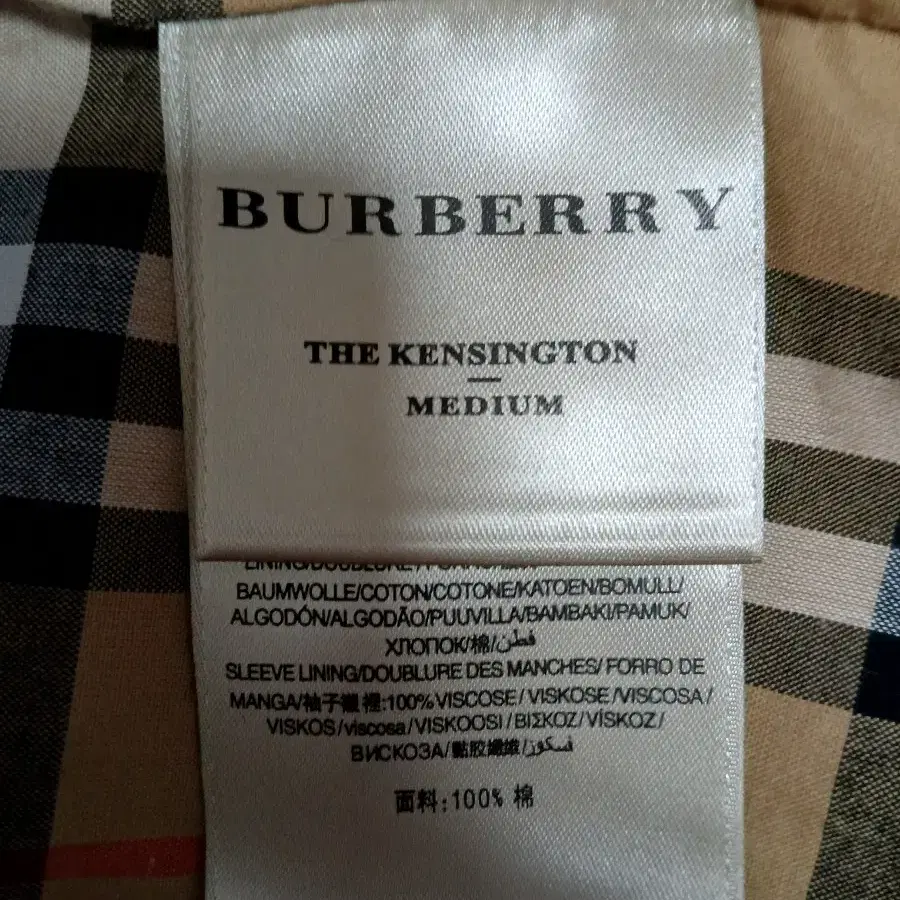 BURBERRY
THE KENSINGTON
—
MEDIUM
BAUMWOLLE/COTON/COTONE/KATOEN/BOMULL/
ALGODÓN/ALGODÃO/PUUVILLA/BAMBAKI/PAMUK/
ХЛОПОК/棉/قطن
SLEEVE LINING/DOUBLURE DES MANCHES/ FORRO DE
MANGA/袖子襯裡:100% VISCOSE / VISKOSE /VISCOSA /
VISKOS / viscosa / VISKOOSI / ΒΙΣΚΟΖ / VİSKOZ /
ВИСКОЗА/黏胶纖维/فسكوز
面料:100% 棉